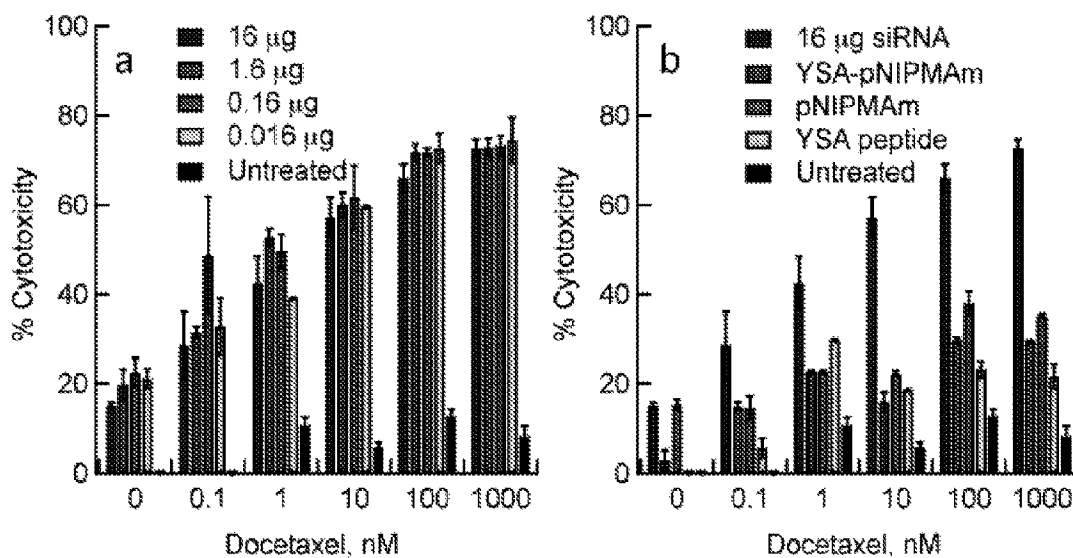 a
16 μg
1.6 μg
0.16 μg
0.016 μg
Untreated
% Cytotoxicity
100
80
60
40
20
0
0 0.1 1 10 100 1000
Docetaxel, nM
b
16 μg siRNA
YSA-pNIPMAm
pNIPMAm
YSA peptide
Untreated
% Cytotoxicity
100
80
60
40
20
0
0 0.1 1 10 100 1000
Docetaxel, nM